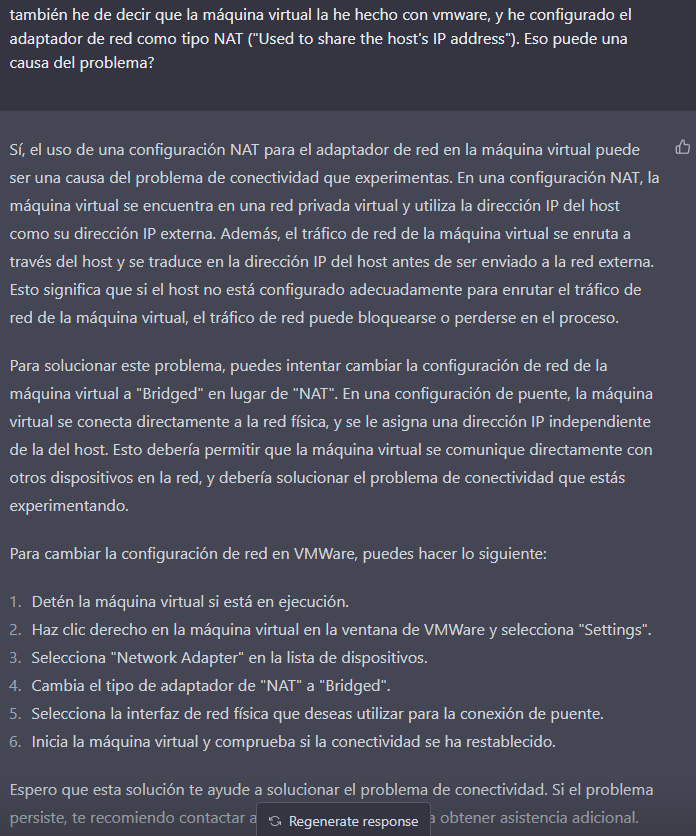 también he de decir que la máquina virtual la he hecho con vmware, y he configurado el
adaptador de red como tipo NAT ("Used to share the host's IP address"). Eso puede una
causa del problema?
Sí, el uso de una configuración NAT para el adaptador de red en la máquina virtual puede
ser una causa del problema de conectividad que experimentas. En una configuración NAT, la
máquina virtual se encuentra en una red privada virtual y utiliza la dirección IP del host
como su dirección IP externa. Además, el tráfico de red de la máquina virtual se enruta a
través del host y se traduce en la dirección IP del host antes de ser enviado a la red externa.
Esto significa que si el host no está configurado adecuadamente para enrutar el tráfico de
red de la máquina virtual, el tráfico de red puede bloquearse o perderse en el proceso.
Para solucionar este problema, puedes intentar cambiar la configuración de red de la
máquina virtual a "Bridged" en lugar de "NAT". En una configuración de puente, la máquina
virtual se conecta directamente a la red física, y se le asigna una dirección IP independiente
de la del host. Esto debería permitir que la máquina virtual se comunique directamente con
otros dispositivos en la red, y debería solucionar el problema de conectividad que estás
experimentando.
Para cambiar la configuración de red en VMWare, puedes hacer lo siguiente:
1. Detén la máquina virtual si está en ejecución.
2. Haz clic derecho en la máquina virtual en la ventana de VMWare y selecciona "Settings".
3. Selecciona "Network Adapter" en la lista de dispositivos.
4. Cambia el tipo de adaptador de "NAT" a "Bridged".
5. Selecciona la interfaz de red física que deseas utilizar para la conexión de puente.
6. Inicia la máquina virtual y comprueba si la conectividad se ha restablecido.
Espero que esta solución te ayude a solucionar el problema de conectividad. Si el problema
persiste, te recomiendo contactar a obtener asistencia adicional.
Regenerate response